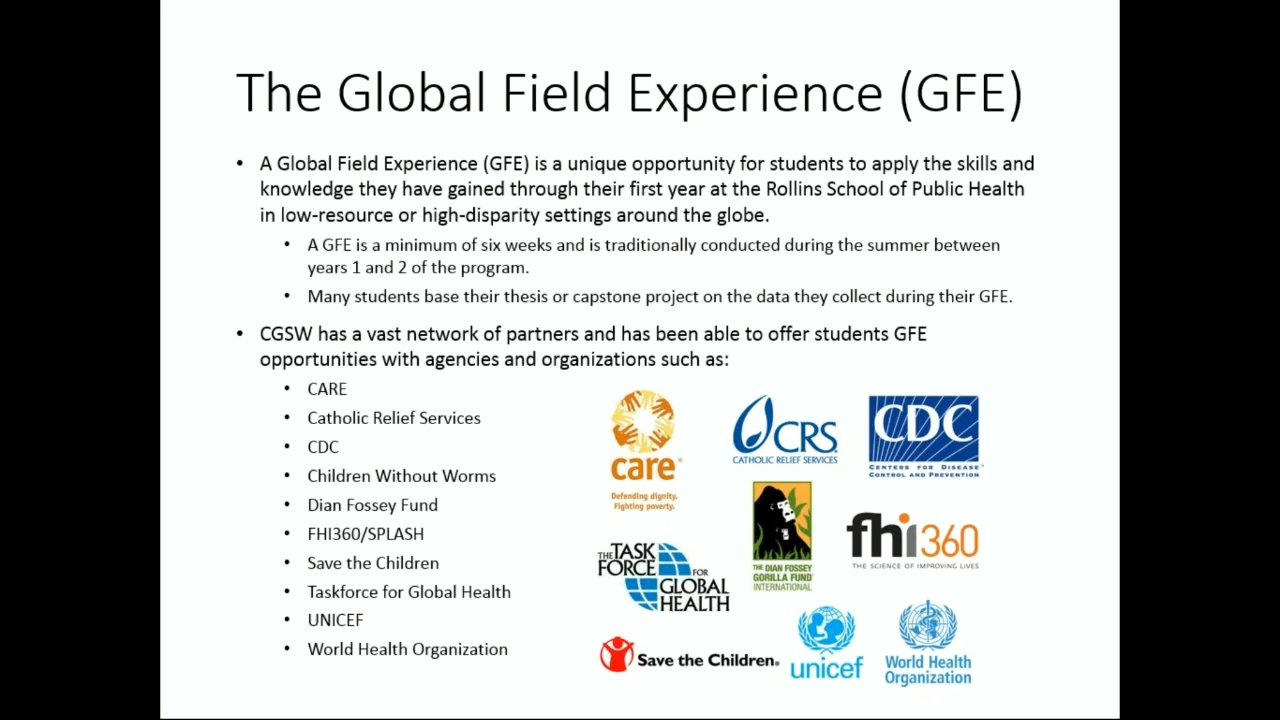 The Global Field Experience (GFE)
• A Global Field Experience (GFE) is a unique opportunity for students to apply the skills and
knowledge they have gained through their first year at the Rollins School of Public Health
in low-resource or high-disparity settings around the globe.
• A GFE is a minimum of six weeks and is traditionally conducted during the summer between
years 1 and 2 of the program.
• Many students base their thesis or capstone project on the data they collect during their GFE.
• CGSW has a vast network of partners and has been able to offer students GFE
opportunities with agencies and organizations such as:
• CARE
• Catholic Relief Services
• CDC
• Children Without Worms
• Dian Fossey Fund
• FHI360/SPLASH
• Save the Children
• Taskforce for Global Health
• UNICEF
• World Health Organization
care®
Defending dignity.
Fighting poverty.
CRS
CATHOLIC RELIEF SERVICES
CDC
CENTERS FOR DISEASE™
CONTROL AND PREVENTION
THE DIAN FOSSEY
GORILLA FUND
INTERNATIONAL
fhi360
THE SCIENCE OF IMPROVING LIVES
THE TASK
FORCE FOR
GLOBAL
HEALTH
Save the Children®
unicef
World Health
Organization